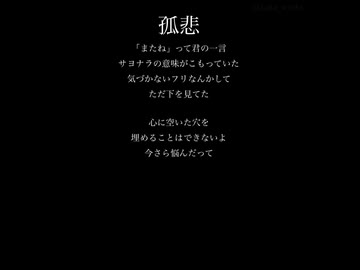 孤悲
「またね」って君の一言
サヨナラの意味がこもっていた
気づかないフリなんかして
ただ下を見てた
心に空いた穴を
埋めることはできないよ
今さら悩んだって